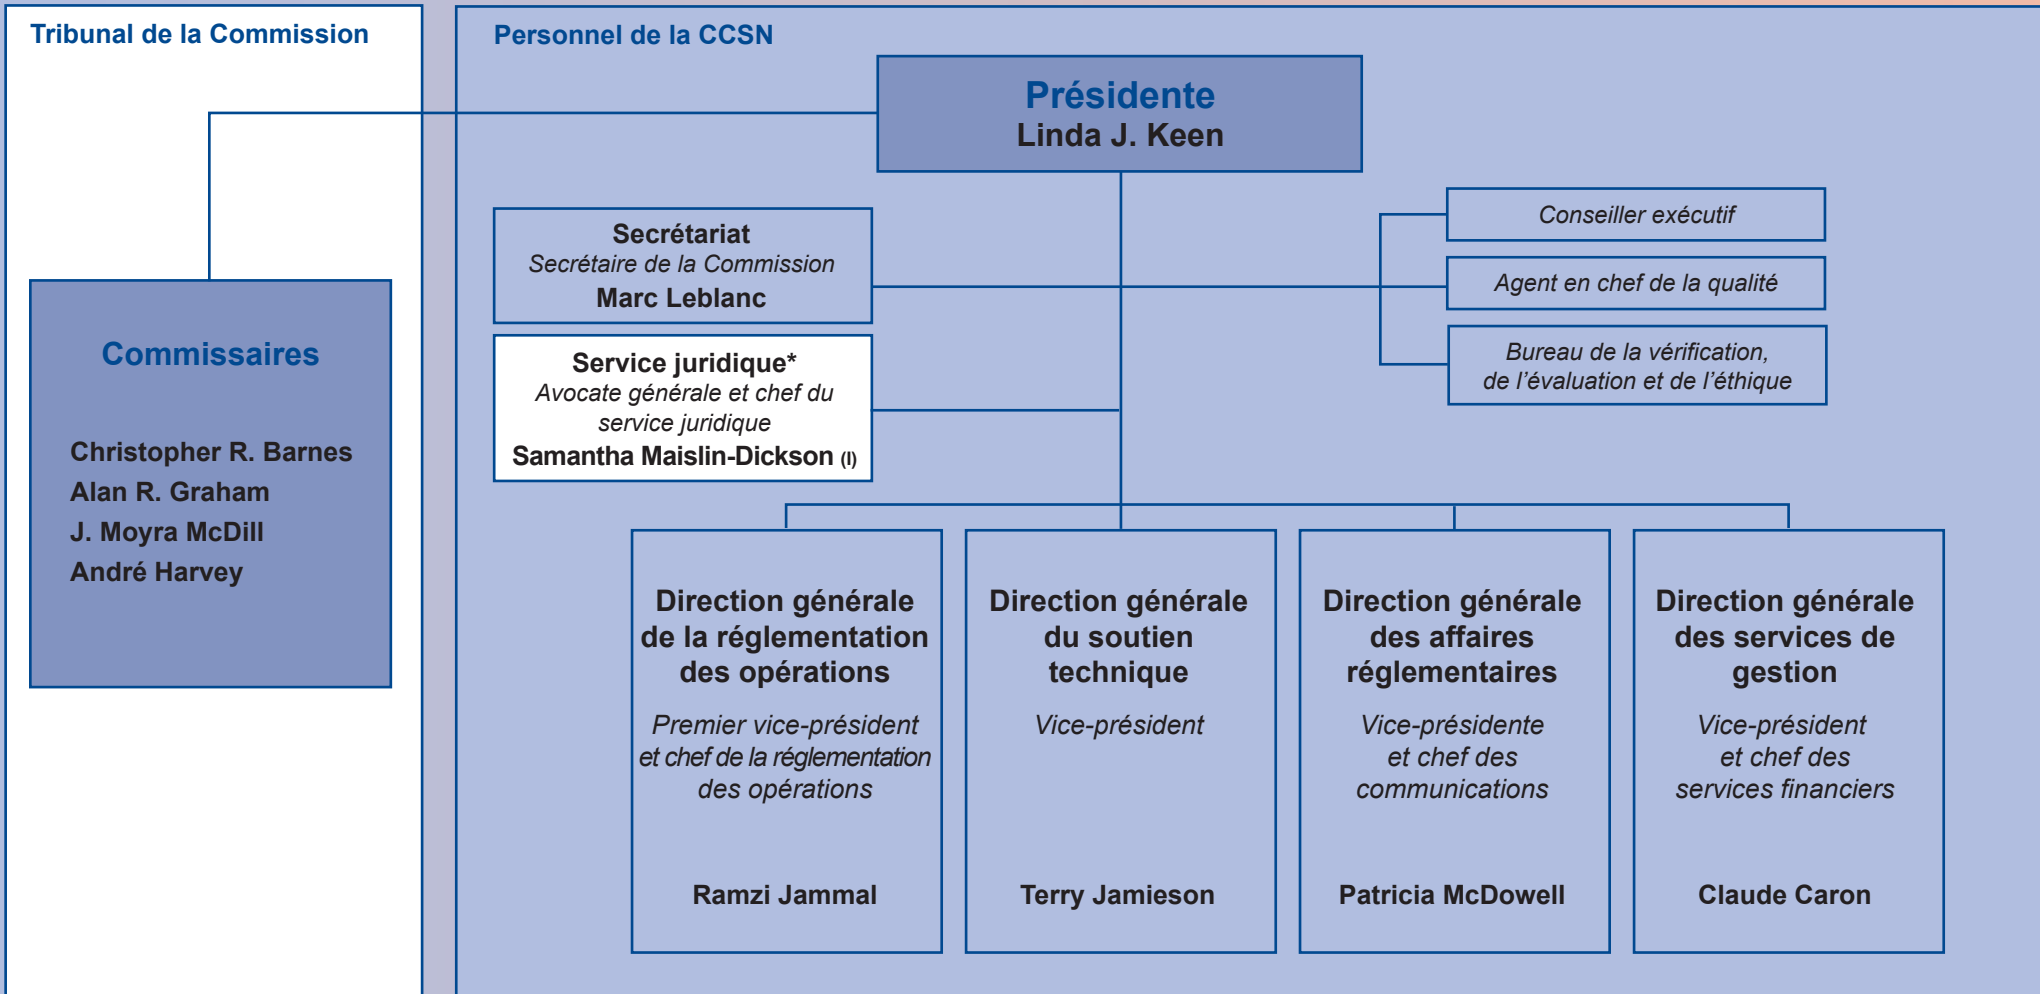 Tribunal de la Commission
Commissaires
Christopher R. Barnes
Alan R. Graham
J. Moyra McDill
André Harvey
Personnel de la CCSN
Présidente
Linda J. Keen
Secrétariat
Secrétaire de la Commission
Marc Leblanc
Service juridique*
Avocate générale et chef du
service juridique
Samantha Maislin-Dickson (I)
Conseiller exécutif
Agent en chef de la qualité
Bureau de la vérification,
de l’évaluation et de l’éthique
Direction générale
de la réglementation
des opérations
Premier vice-président
et chef de la réglementation
des opérations
Ramzi Jammal
Direction générale
du soutien
technique
Vice-président
Terry Jamieson
Direction générale
des affaires
réglementaires
Vice-présidente
et chef des
communications
Patricia McDowell
Direction générale
des services de
gestion
Vice-président
et chef des
services financiers
Claude Caron